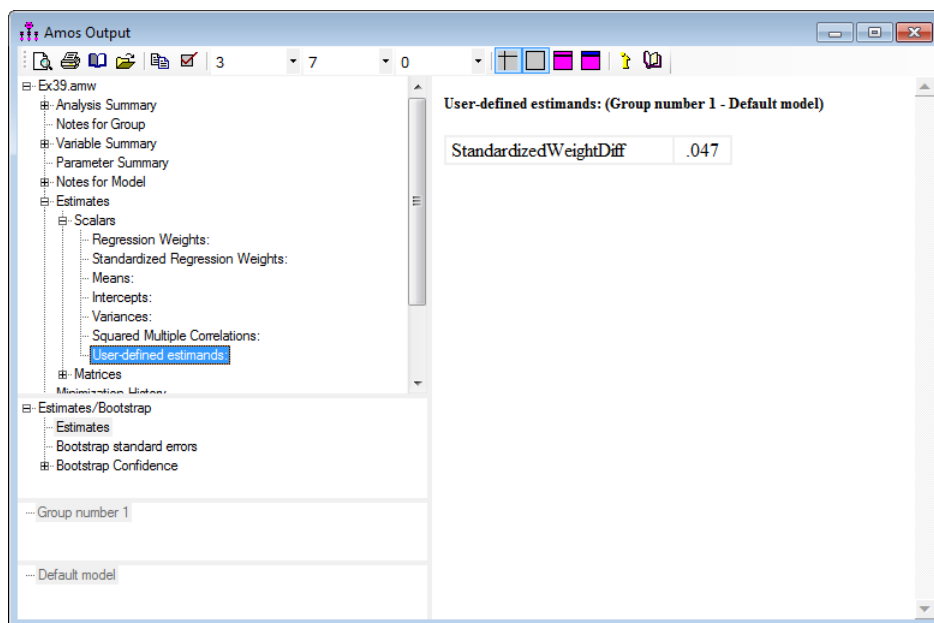 Amos Output
3 7 0
Ex39.amw
Analysis Summary
Notes for Group
Variable Summary
Parameter Summary
Notes for Model
Estimates
Scalars
Regression Weights:
Standardized Regression Weights:
Means:
Intercepts:
Variances:
Squared Multiple Correlations:
User-defined estimands:
Matrices
Minimization History
Estimates/Bootstrap
Estimates
Bootstrap standard errors
Bootstrap Confidence
Group number 1
Default model
User-defined estimands: (Group number 1 - Default model)
StandardizedWeightDiff .047